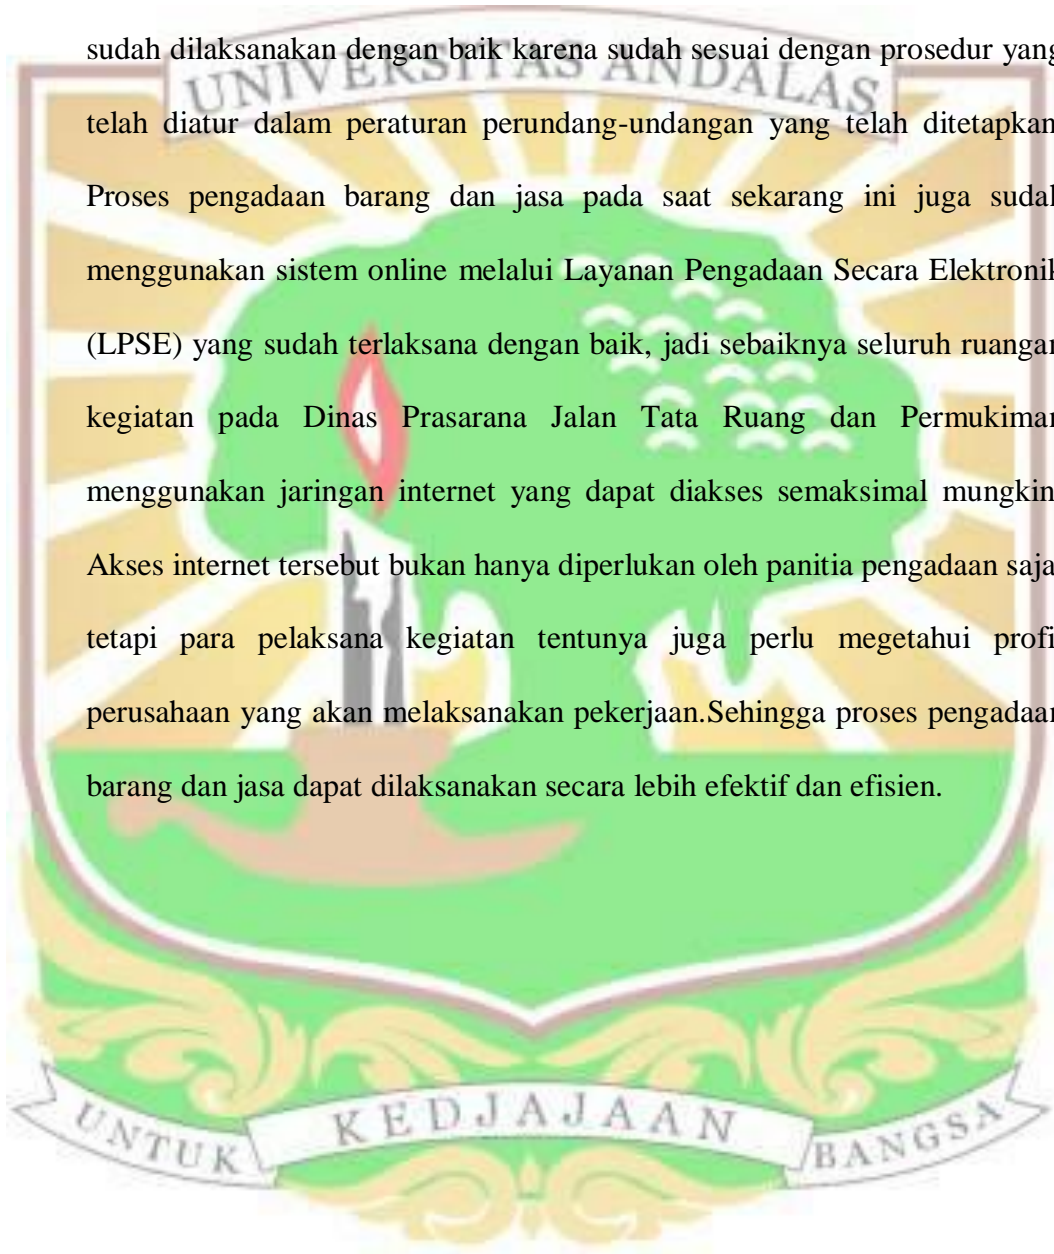 sudah dilaksanakan dengan baik karena sudah sesuai dengan prosedur yang
UNIVERSITAS ANDALAS
telah diatur dalam peraturan perundang-undangan yang telah ditetapkan
Proses pengadaan barang dan jasa pada saat sekarang ini juga sudah
menggunakan sistem online melalui Layanan Pengadaan Secara Elektronik
(LPSE) yang sudah terlaksana dengan baik, jadi sebaiknya seluruh ruangan
kegiatan pada Dinas Prasarana Jalan Tata Ruang dan Permukiman
menggunakan jaringan internet yang dapat diakses semaksimal mungkin
Akses internet tersebut bukan hanya diperlukan oleh panitia pengadaan saja
tetapi para pelaksana kegiatan tentunya juga perlu megetahui profil
perusahaan yang akan melaksanakan pekerjaan.Sehingga proses pengadaan
barang dan jasa dapat dilaksanakan secara lebih efektif dan efisien.
UNTUK KEDJAJAAN BANGSA